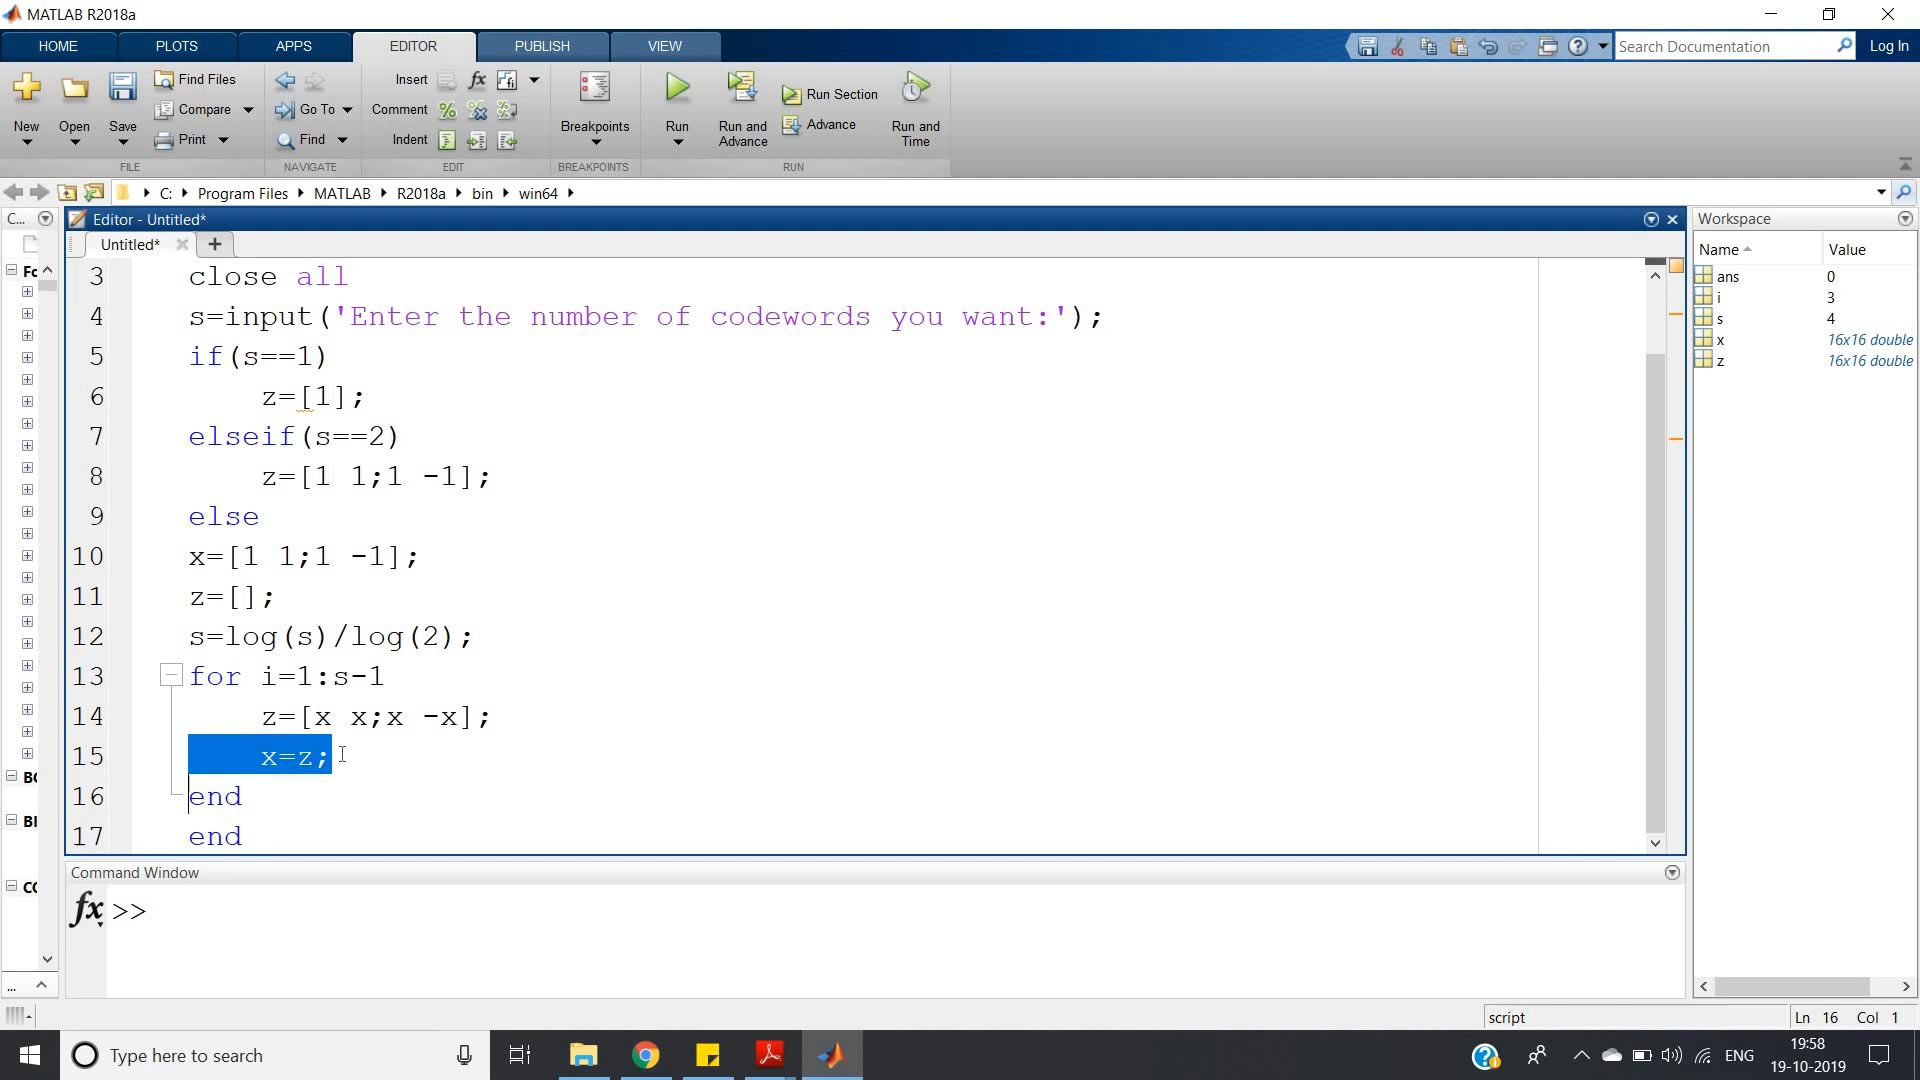 MATLAB R2018a
HOME PLOTS APPS EDITOR PUBLISH VIEW Search Documentation Log In
New Open Save Find Files Compare Print
Go To Find
Insert fx Comment Indent
Breakpoints Run Run and Advance Run Section Advance Run and Time
FILE NAVIGATE EDIT BREAKPOINTS RUN
C: Program Files MATLAB R2018a bin win64
C... Editor - Untitled* Workspace
Untitled* +
Name Value
ans 0
i 3
s 4
x 16x16 double
z 16x16 double
3 close all
4 s=input('Enter the number of codewords you want:');
5 if(s==1)
6 z=[1];
7 elseif(s==2)
8 z=[1 1;1 -1];
9 else
10 x=[1 1;1 -1];
11 z=[];
12 s=log(s)/log(2);
13 for i=1:s-1
14 z=[x x;x -x];
15 x=z;
16 end
17 end
Command Window
fx >>
...
script Ln 16 Col 1
Type here to search
ENG
19:58
19-10-2019